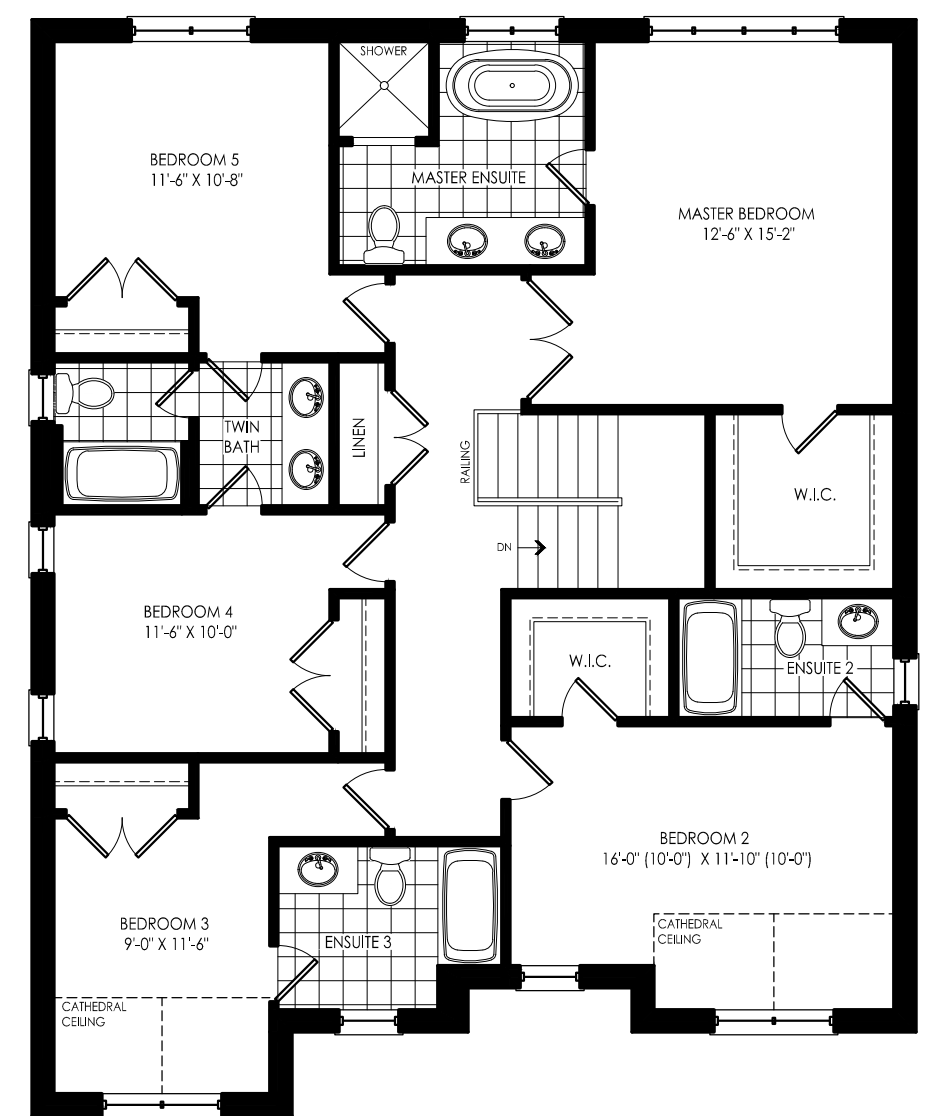 SHOWER
BEDROOM 5
11'-6" X 10'-8"
MASTER ENSUITE
MASTER BEDROOM
12'-6" X 15'-2"
TWIN
BATH
LINEN
RAILING
W.I.C.
DN
BEDROOM 4
11'-6" X 10'-0"
W.I.C.
ENSUITE 2
BEDROOM 2
16'-0" (10'-0")  X 11'-10" (10'-0")
BEDROOM 3
9'-0" X 11'-6"
ENSUITE 3
CATHEDRAL
CEILING
CATHEDRAL
CEILING